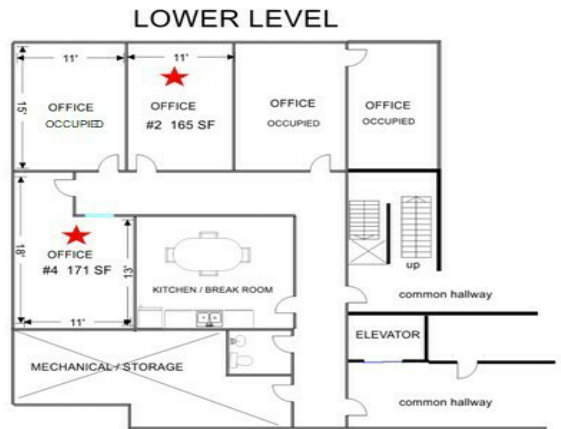 LOWER LEVEL
11'
11'
15'
OFFICE
OCCUPIED
OFFICE
#2 165 SF
OFFICE
OCCUPIED
OFFICE
OCCUPIED
18'
OFFICE
#4 171 SF
13'
11'
KITCHEN / BREAK ROOM
up
common hallway
ELEVATOR
MECHANICAL / STORAGE
common hallway